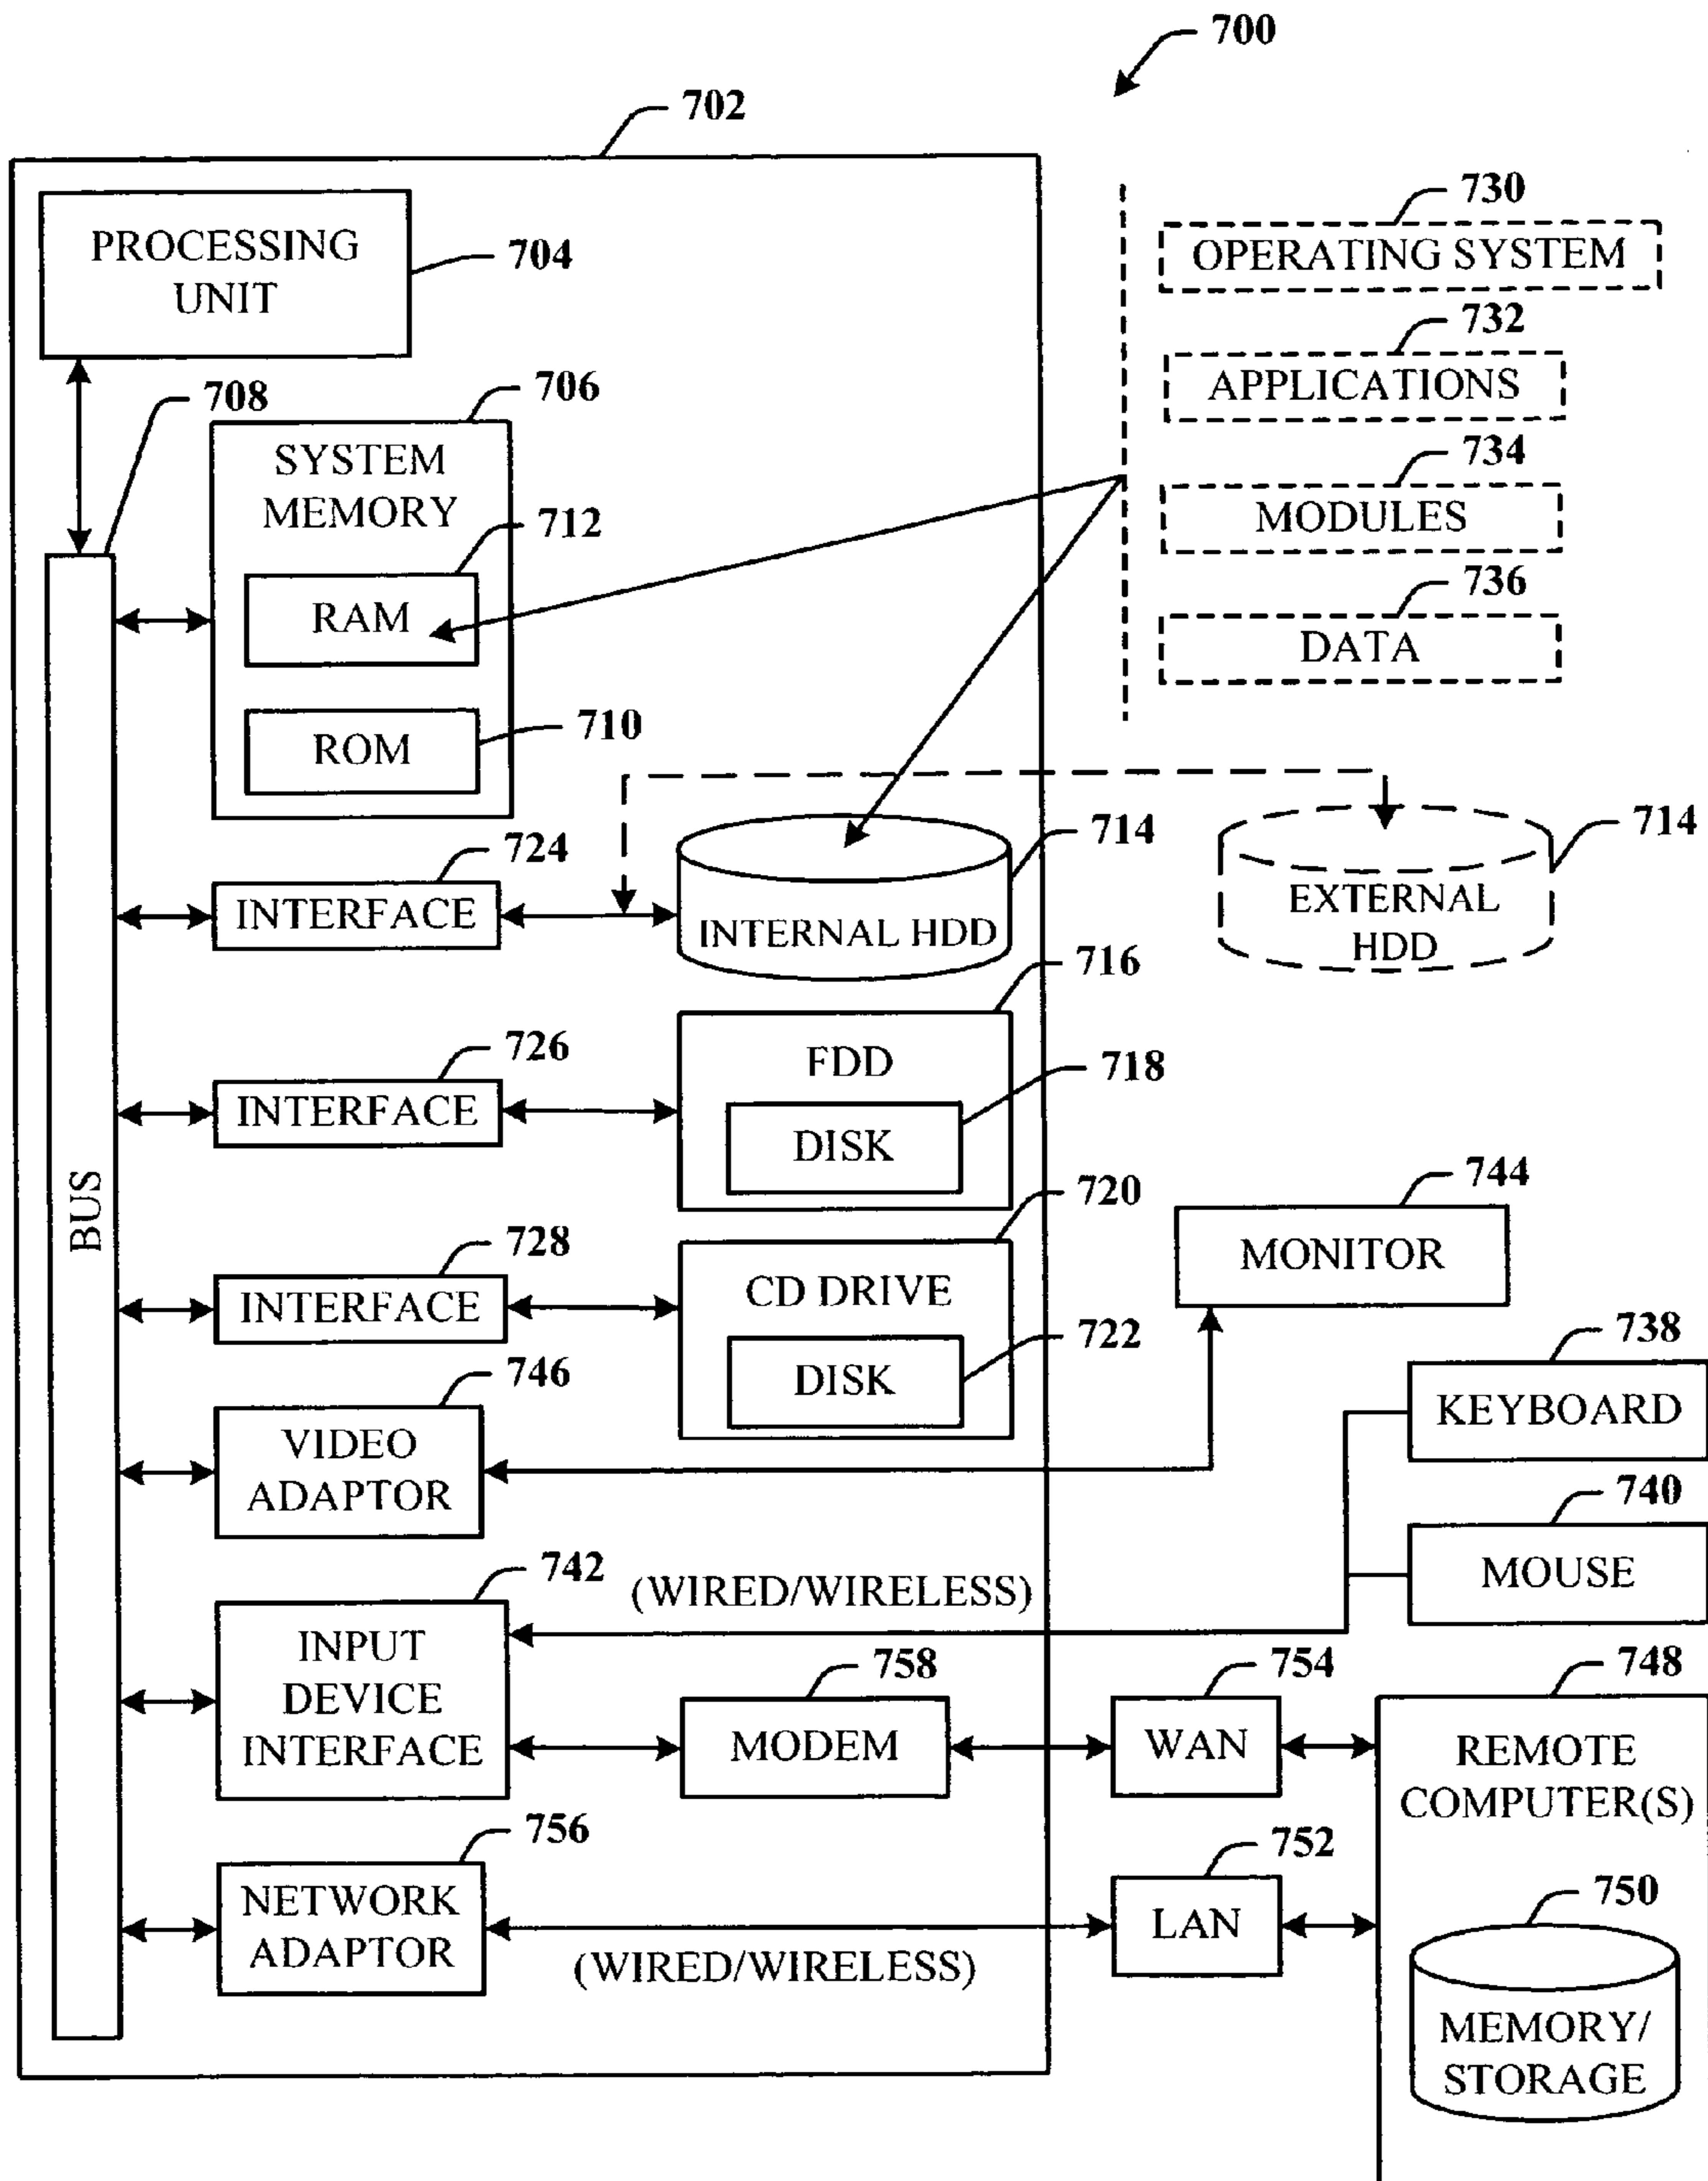 700
702
PROCESSING
UNIT
704
730
OPERATING SYSTEM
732
APPLICATIONS
734
MODULES
736
DATA
708
706
SYSTEM
MEMORY
712
RAM
710
ROM
BUS
724
INTERFACE
714
INTERNAL HDD
714
EXTERNAL
HDD
726
INTERFACE
716
FDD
718
DISK
728
INTERFACE
720
CD DRIVE
722
DISK
744
MONITOR
746
VIDEO
ADAPTOR
738
KEYBOARD
740
MOUSE
742
INPUT
DEVICE
INTERFACE
(WIRED/WIRELESS)
758
MODEM
754
WAN
748
REMOTE
COMPUTER(S)
756
NETWORK
ADAPTOR
(WIRED/WIRELESS)
752
LAN
750
MEMORY/
STORAGE